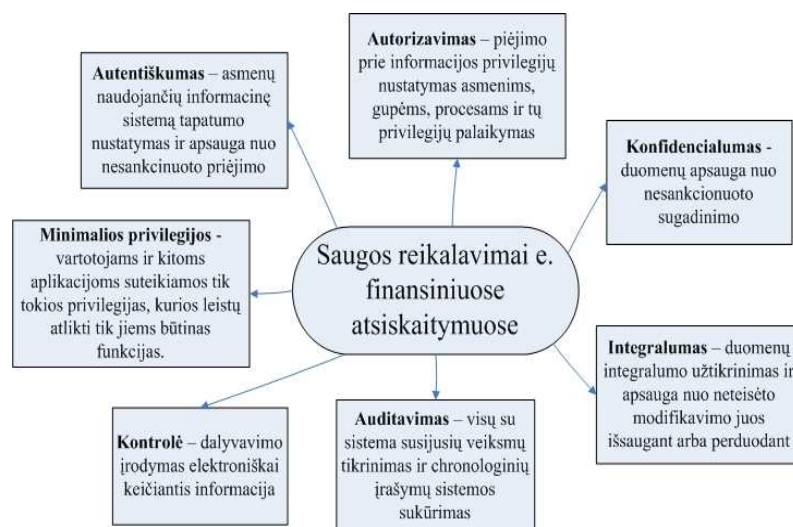 Autentiškumas – asmenų
naudojančių informacinę
sistemą tapatumo
nustatymas ir apsauga nuo
nesankcinuoto priėjimo
Autorizavimas – piėjimo
prie informacijos privilegijų
nustatymas asmenims,
gupėms, procesams ir tų
privilegijų palaikymas
Konfidencialumas -
duomenų apsauga nuo
nesankcionuoto
sugadinimo
Minimalios privilegijos -
vartotojams ir kitoms
aplikacijoms suteikiamos tik
tokios privilegijas, kurios leistų
atlikti tik jiems būtinas
funkcijas.
Saugos reikalavimai e.
finansiniuose
atsiskaitymuose
Integralumas – duomenų
integralumo užtikrinimas ir
apsauga nuo neteisėto
modifikavimo juos
išsaugant arba perduodant
Kontrolė – dalyvavimo
įrodymas elektroniškai
keičiantis informacija
Auditavimas – visų su
sistema susijusių veiksmų
tikrinimas ir chronologinių
įrašymų sistemos
sukūrimas